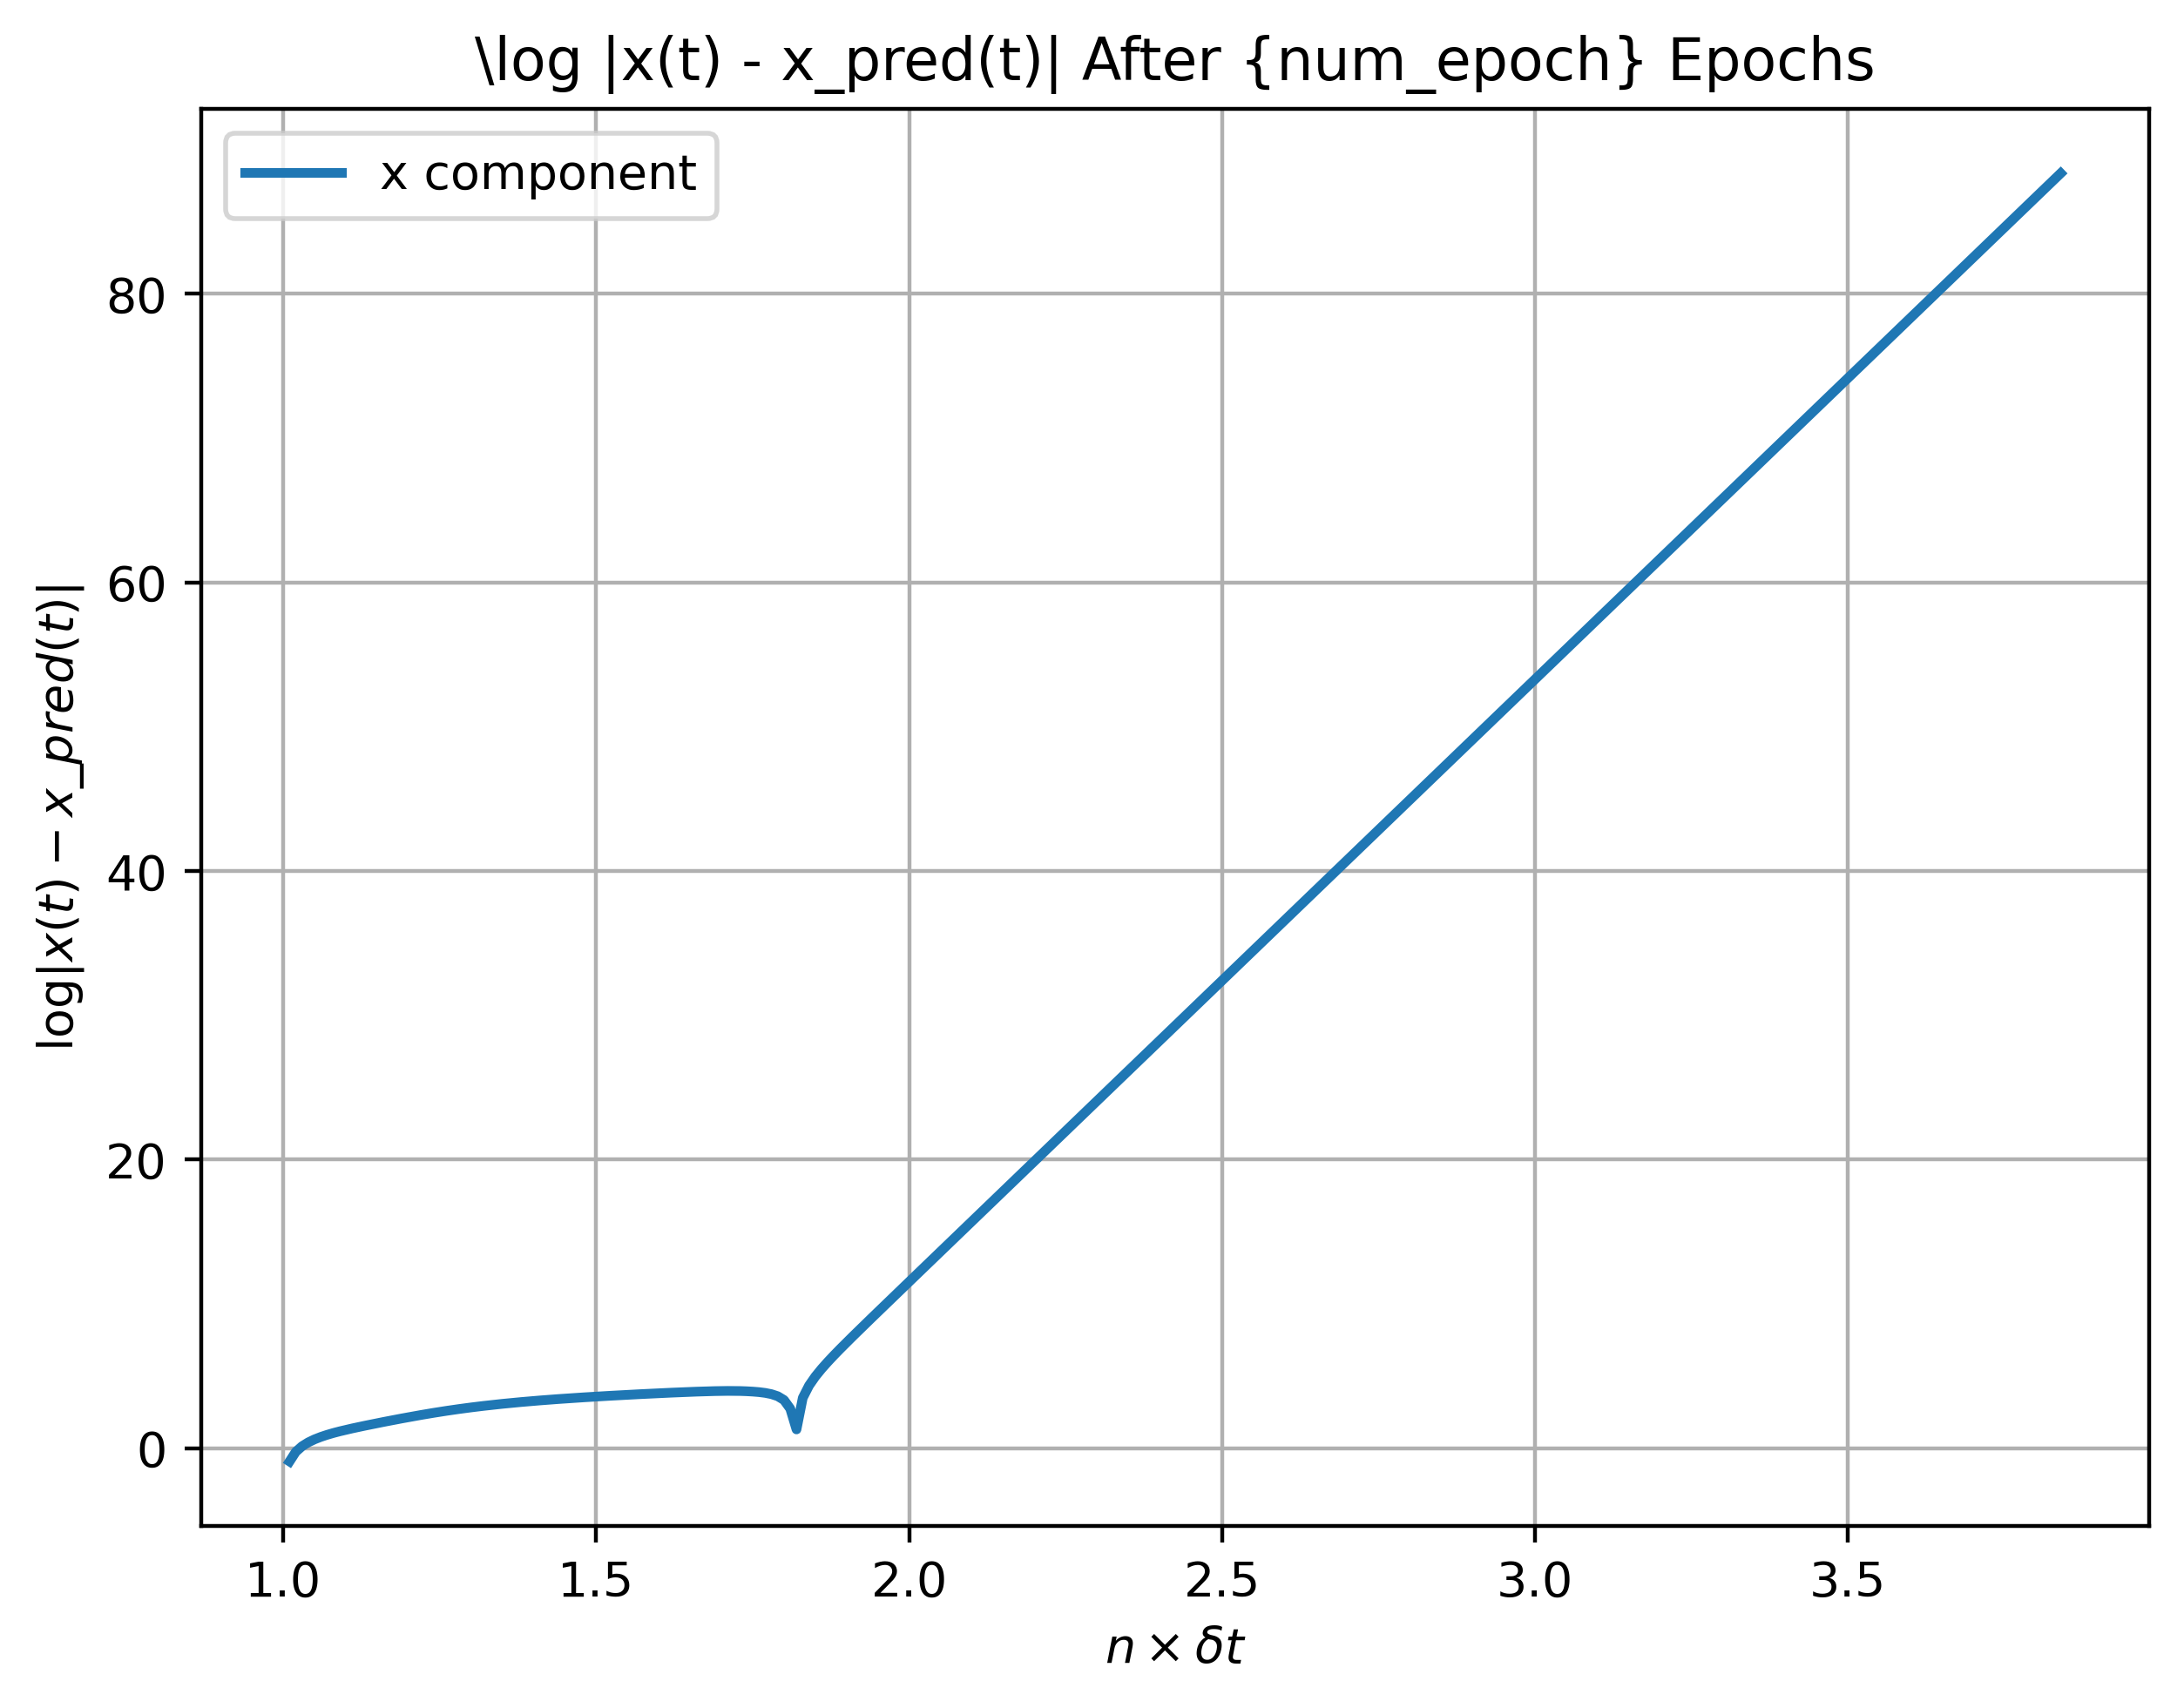 \log |x(t) - x_pred(t)| After {num_epoch} Epochs
x component
log|x(t) − x_pred(t)|
80
60
40
20
0
1.0 1.5 2.0 2.5 3.0 3.5
n × δt